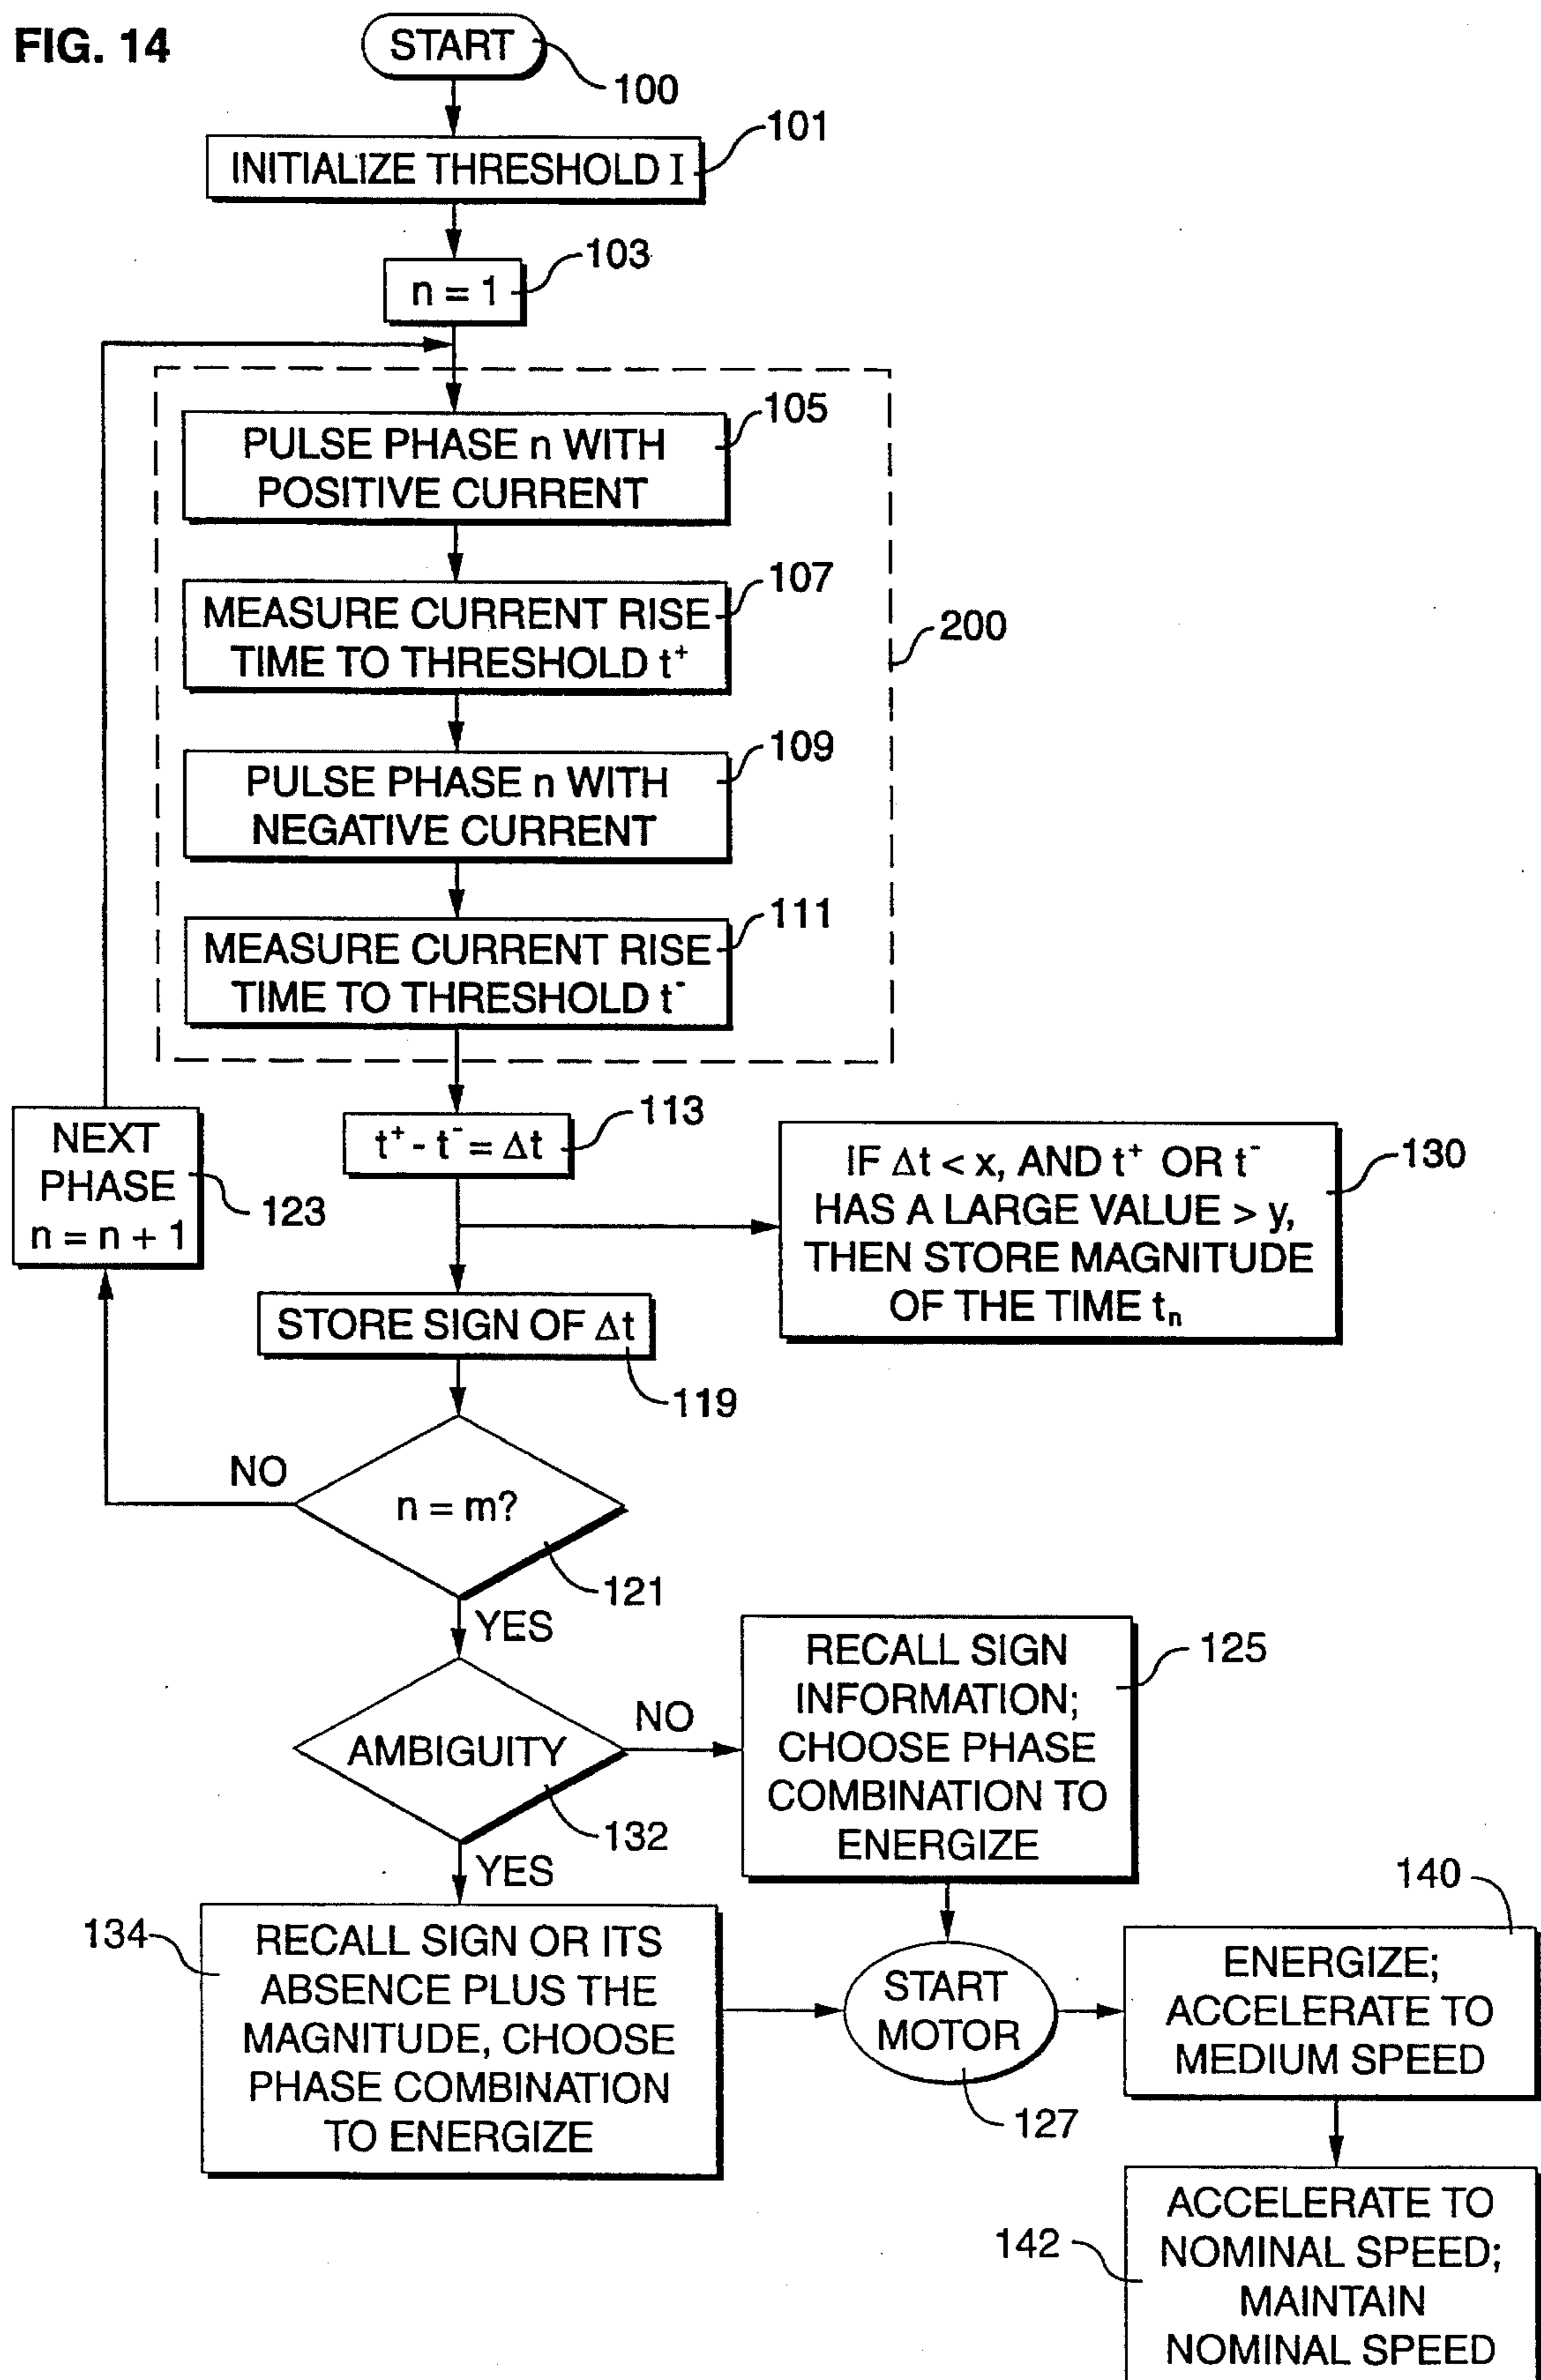 FIG. 14
START
100
INITIALIZE THRESHOLD I
101
n = 1
103
PULSE PHASE n WITH
POSITIVE CURRENT
105
MEASURE CURRENT RISE
TIME TO THRESHOLD t⁺
107
200
PULSE PHASE n WITH
NEGATIVE CURRENT
109
MEASURE CURRENT RISE
TIME TO THRESHOLD t⁻
111
t⁺ - t⁻ = Δt
113
NEXT
PHASE
n = n + 1
123
IF Δt < x, AND t⁺ OR t⁻
HAS A LARGE VALUE > y,
THEN STORE MAGNITUDE
OF THE TIME tₙ
130
STORE SIGN OF Δt
119
NO
n = m?
121
YES
AMBIGUITY
132
NO
RECALL SIGN
INFORMATION;
CHOOSE PHASE
COMBINATION TO
ENERGIZE
125
YES
134
RECALL SIGN OR ITS
ABSENCE PLUS THE
MAGNITUDE, CHOOSE
PHASE COMBINATION
TO ENERGIZE
START
MOTOR
127
140
ENERGIZE;
ACCELERATE TO
MEDIUM SPEED
142
ACCELERATE TO
NOMINAL SPEED;
MAINTAIN
NOMINAL SPEED